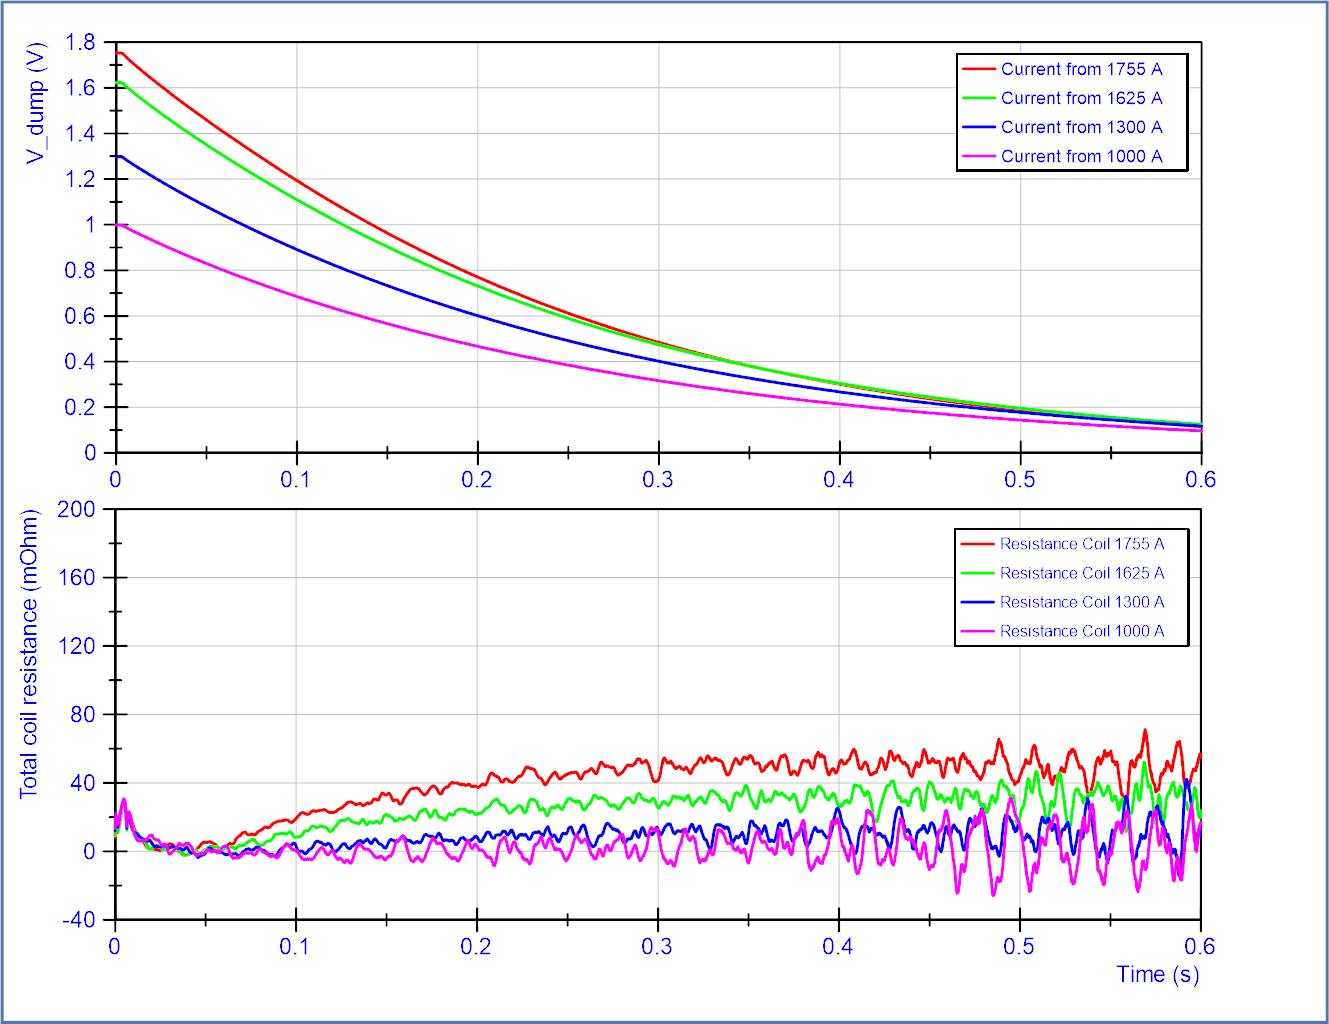 V_dump (V)
1.8
1.6
1.4
1.2
1
0.8
0.6
0.4
0.2
0
Current from 1755 A
Current from 1625 A
Current from 1300 A
Current from 1000 A
0 0.1 0.2 0.3 0.4 0.5 0.6
Total coil resistance (mOhm)
200
160
120
80
40
0
-40
Resistance Coil 1755 A
Resistance Coil 1625 A
Resistance Coil 1300 A
Resistance Coil 1000 A
0 0.1 0.2 0.3 0.4 0.5 0.6
Time (s)